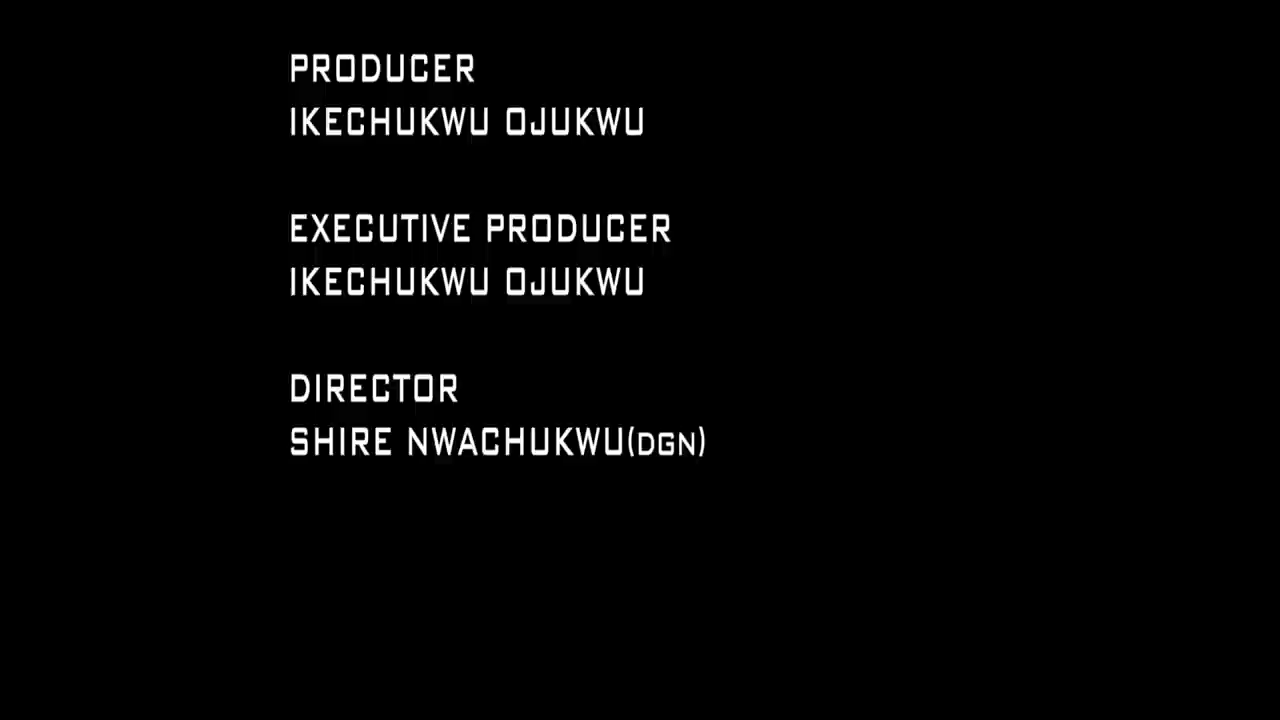 PRODUCER
IKECHUKWU OJUKWU
EXECUTIVE PRODUCER
IKECHUKWU OJUKWU
DIRECTOR
SHIRE NWACHUKWU(DGN)